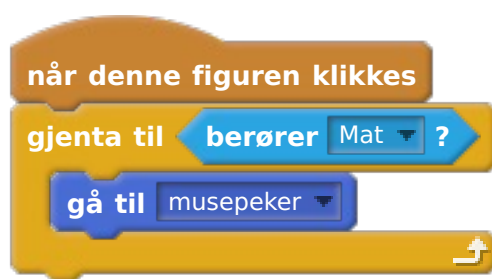 når denne figuren klikkes
gjenta til berører Mat ?
gå til musepeker